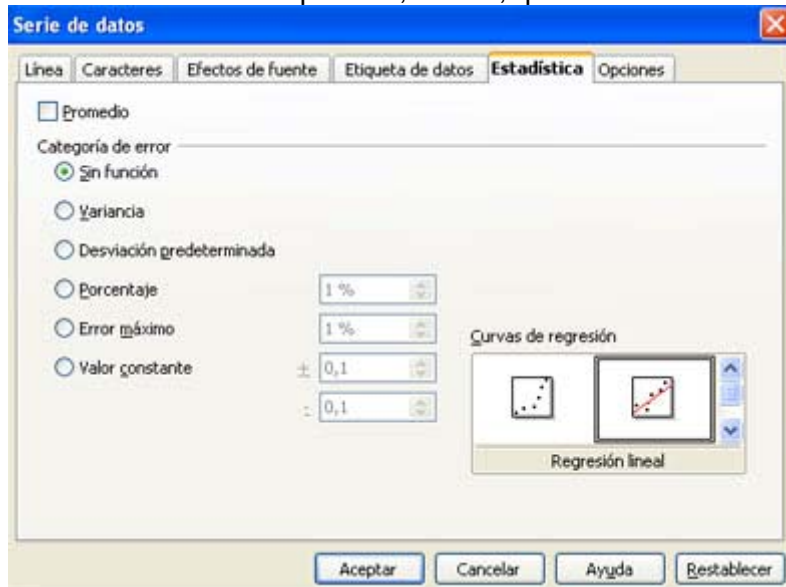 Serie de datos
Línea Caracteres Efectos de fuente Etiqueta de datos Estadística Opciones
Promedio
Categoría de error
Sin función
Variancia
Desviación predeterminada
Porcentaje 1 %
Error máximo 1 %
Curvas de regresión
Valor constante ± 0,1
- 0,1
Regresión lineal
Aceptar Cancelar Ayuda Restablecer